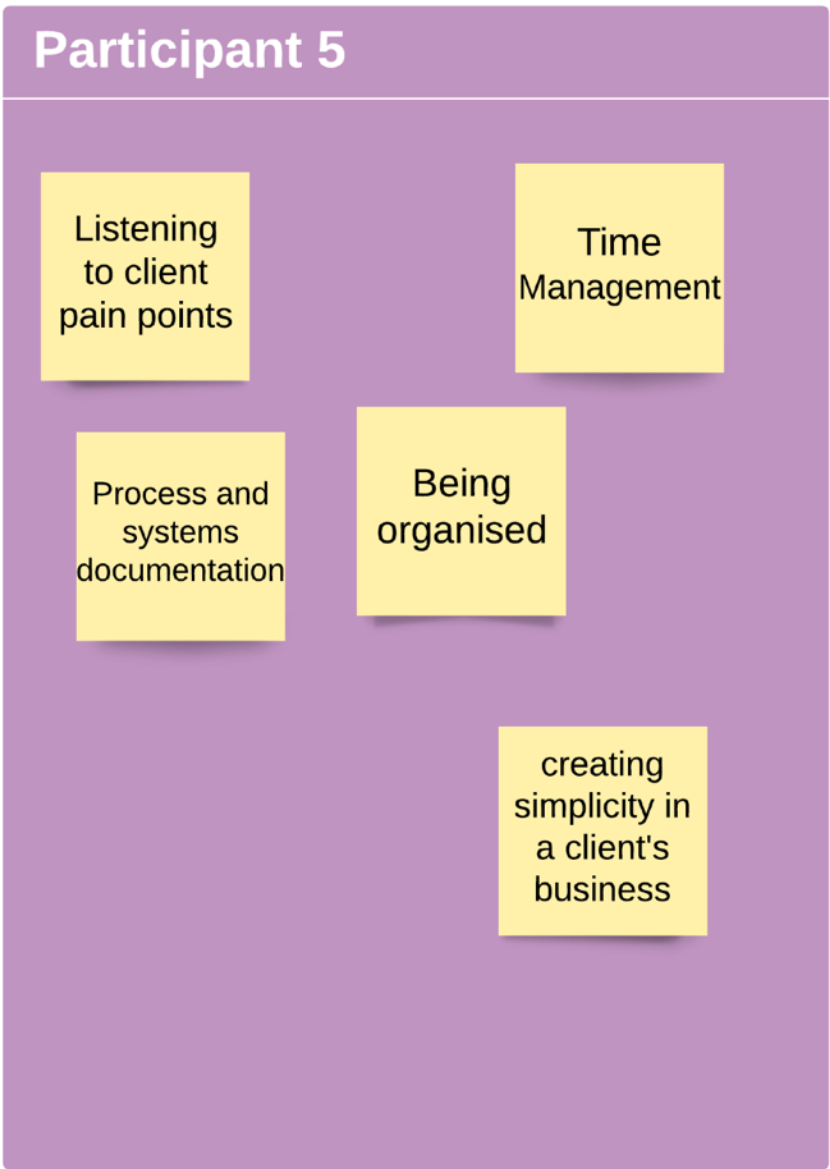 Participant 5
Listening
to client
pain points
Time
Management
Process and
systems
documentation
Being
organised
creating
simplicity in
a client's
business